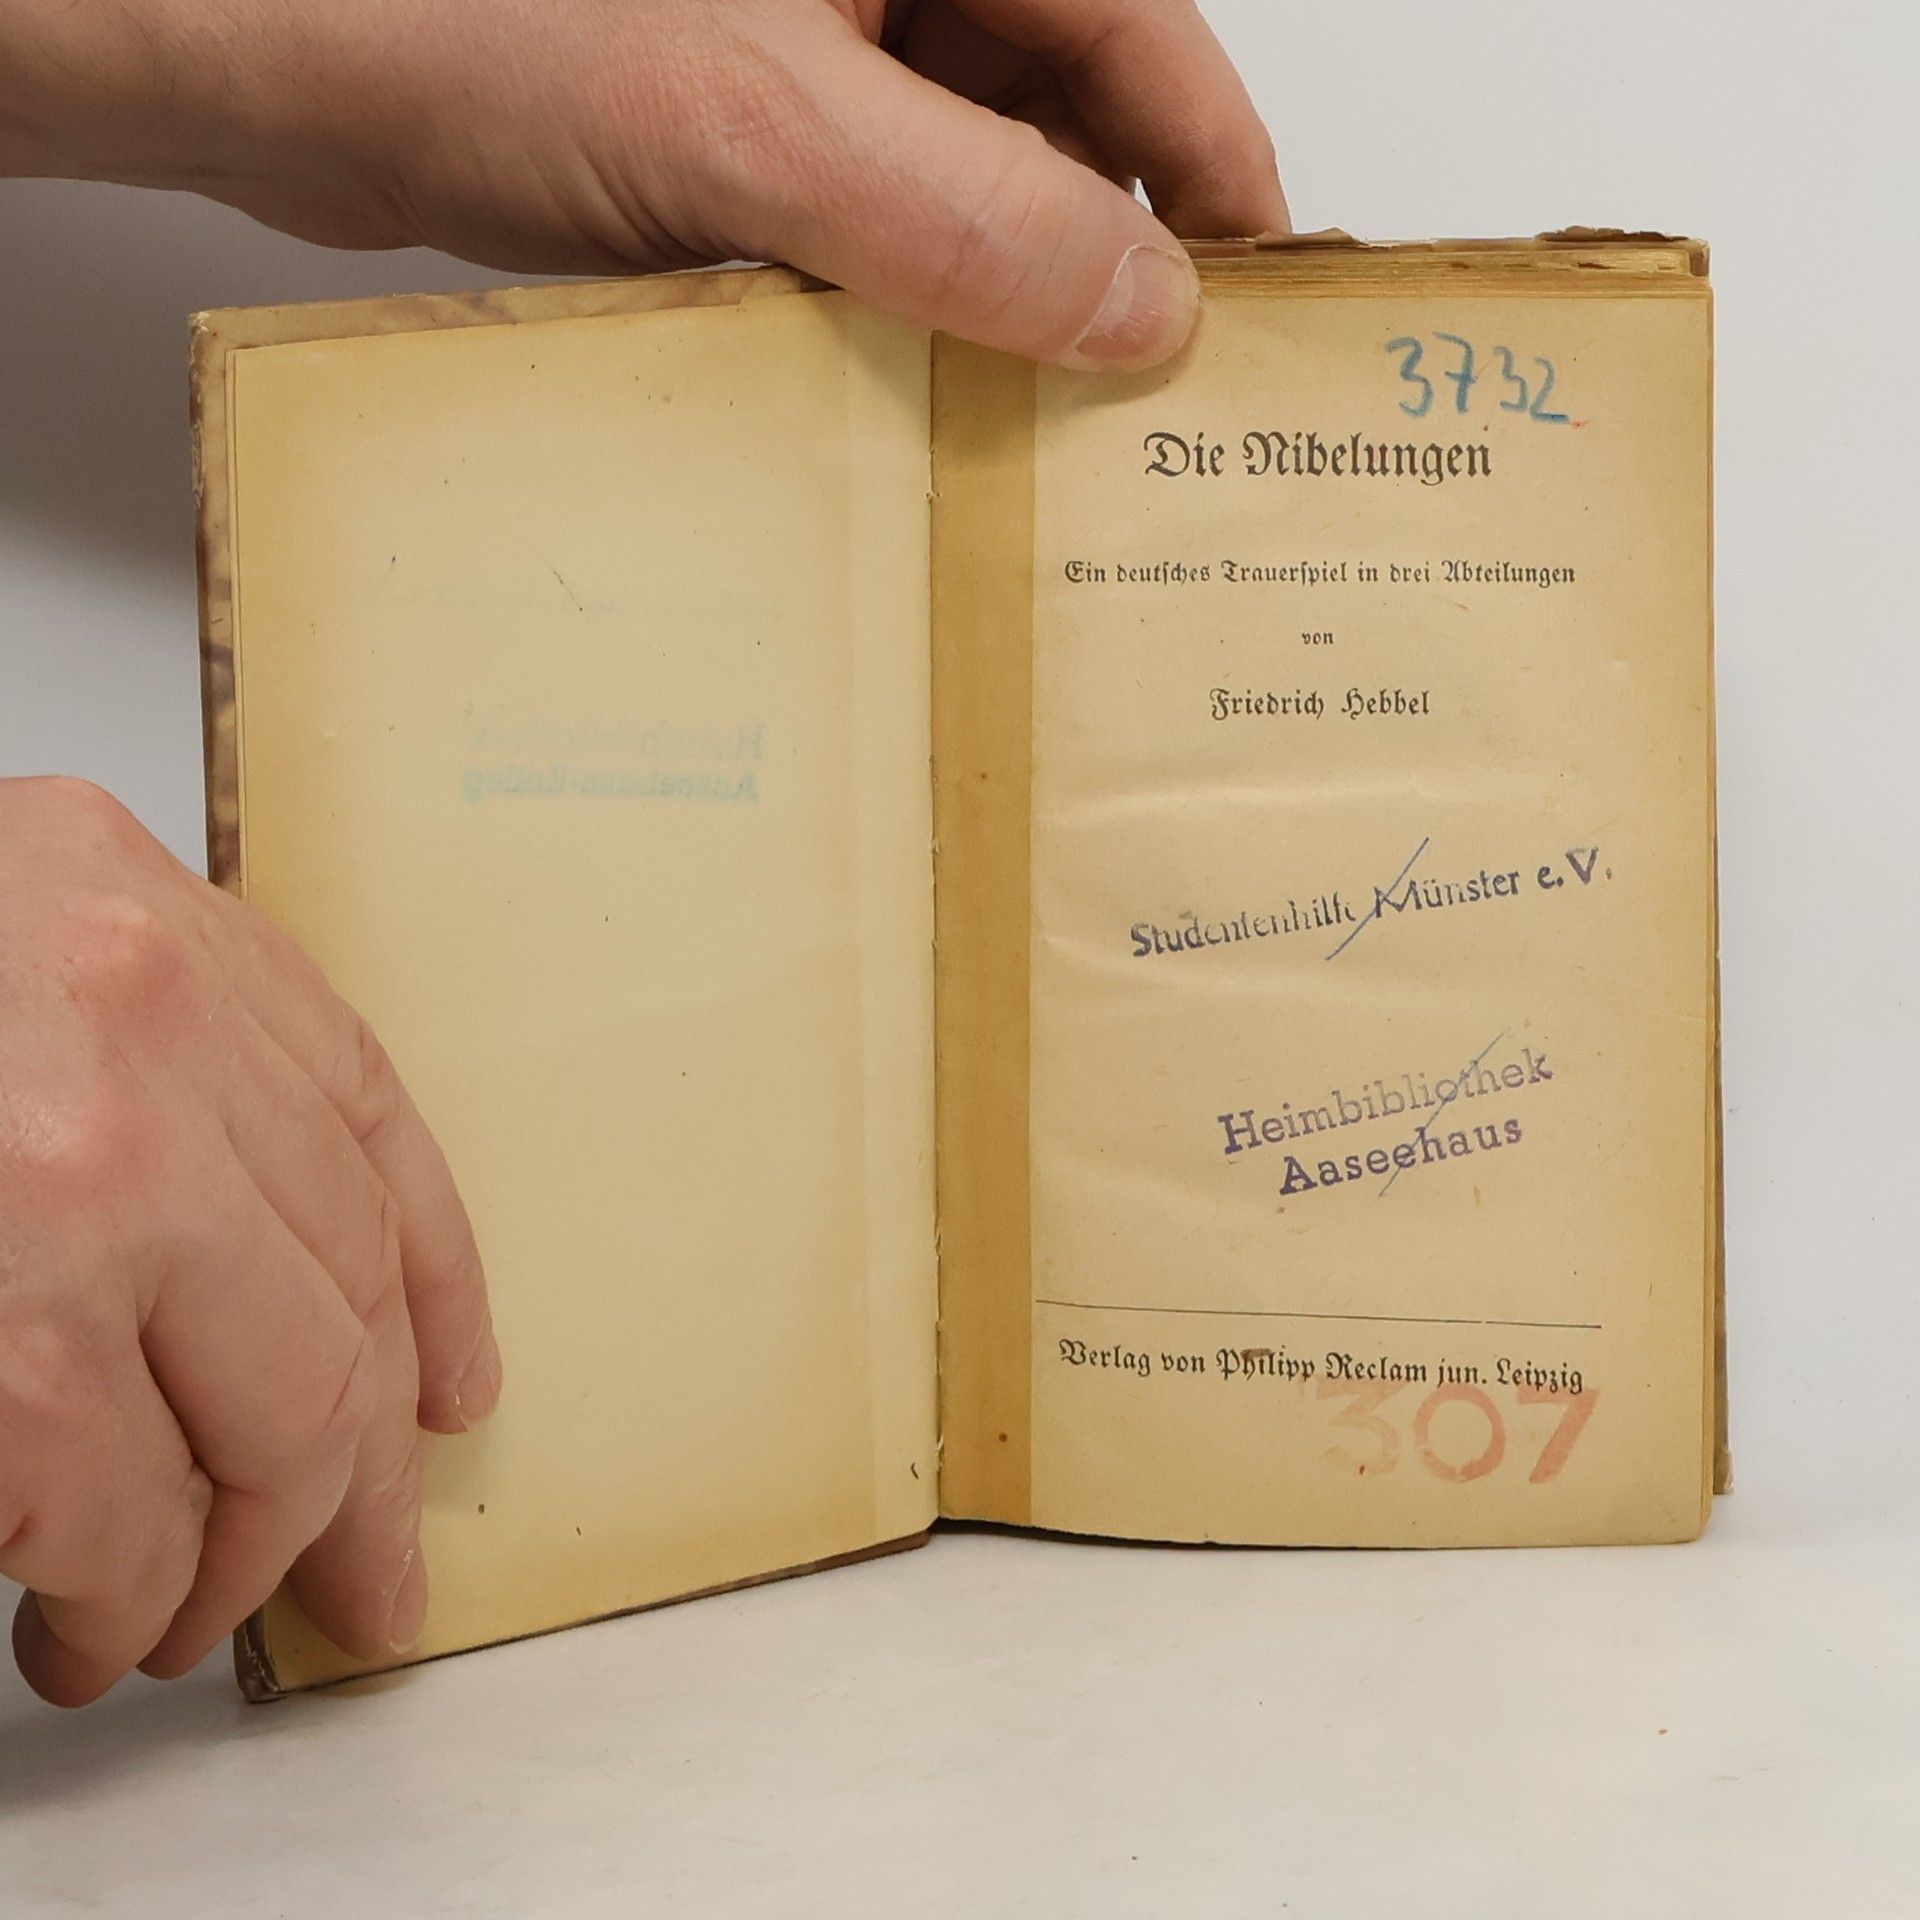 3732
Die Nibelungen
Ein deutsches Trauerspiel in drei Abteilungen
von
Friedrich Hebbel
Studentenhilfe Münster e.V.
Heimbibliothek
Aaseehaus
Verlag von Philipp Reclam jun. Leipzig
307